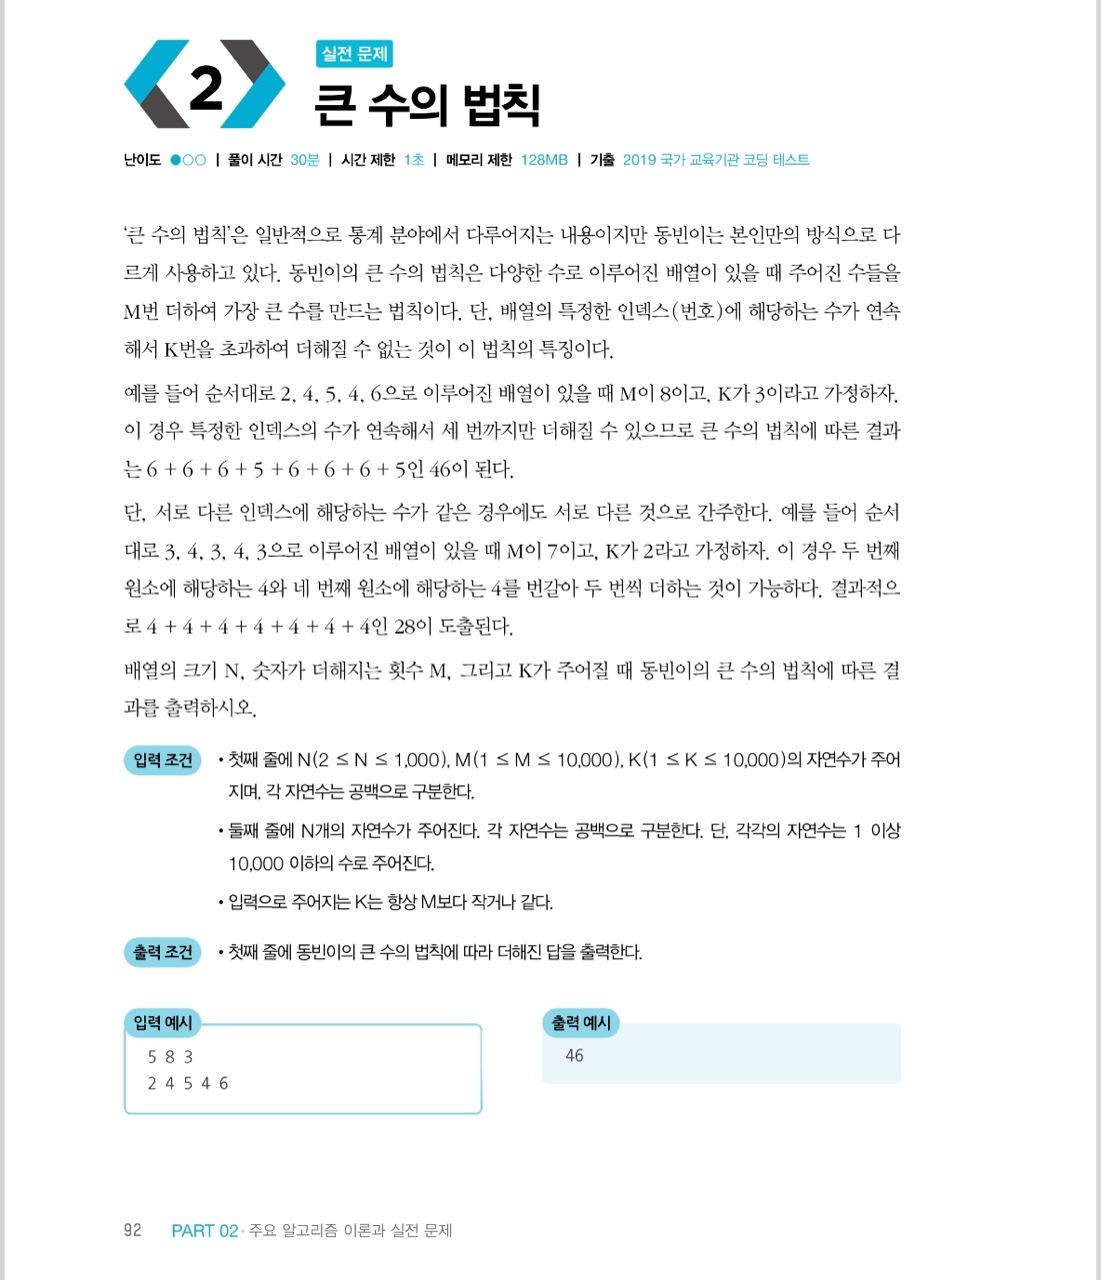 2
실전 문제
큰 수의 법칙
난이도 ●○○ | 풀이 시간 30분 | 시간 제한 1초 | 메모리 제한 128MB | 기출 2019 국가 교육기관 코딩 테스트
‘큰 수의 법칙’은 일반적으로 통계 분야에서 다루어지는 내용이지만 동빈이는 본인만의 방식으로 다
르게 사용하고 있다. 동빈이의 큰 수의 법칙은 다양한 수로 이루어진 배열이 있을 때 주어진 수들을
M번 더하여 가장 큰 수를 만드는 법칙이다. 단, 배열의 특정한 인덱스(번호)에 해당하는 수가 연속
해서 K번을 초과하여 더해질 수 없는 것이 이 법칙의 특징이다.
예를 들어 순서대로 2, 4, 5, 4, 6으로 이루어진 배열이 있을 때 M이 8이고, K가 3이라고 가정하자.
이 경우 특정한 인덱스의 수가 연속해서 세 번까지만 더해질 수 있으므로 큰 수의 법칙에 따른 결과
는 6 + 6 + 6 + 5 + 6 + 6 + 6 + 5인 46이 된다.
단, 서로 다른 인덱스에 해당하는 수가 같은 경우에도 서로 다른 것으로 간주한다. 예를 들어 순서
대로 3, 4, 3, 4, 3으로 이루어진 배열이 있을 때 M이 7이고, K가 2라고 가정하자. 이 경우 두 번째
원소에 해당하는 4와 네 번째 원소에 해당하는 4를 번갈아 두 번씩 더하는 것이 가능하다. 결과적으
로 4 + 4 + 4 + 4 + 4 + 4 + 4인 28이 도출된다.
배열의 크기 N, 숫자가 더해지는 횟수 M, 그리고 K가 주어질 때 동빈이의 큰 수의 법칙에 따른 결
과를 출력하시오.
입력 조건 • 첫째 줄에 N(2 ≤ N ≤ 1,000), M(1 ≤ M ≤ 10,000), K(1 ≤ K ≤ 10,000)의 자연수가 주어
지며, 각 자연수는 공백으로 구분한다.
• 둘째 줄에 N개의 자연수가 주어진다. 각 자연수는 공백으로 구분한다. 단, 각각의 자연수는 1 이상
10,000 이하의 수로 주어진다.
• 입력으로 주어지는 K는 항상 M보다 작거나 같다.
출력 조건 • 첫째 줄에 동빈이의 큰 수의 법칙에 따라 더해진 답을 출력한다.
입력 예시
5 8 3
2 4 5 4 6
출력 예시
46
92 PART 02 · 주요 알고리즘 이론과 실전 문제